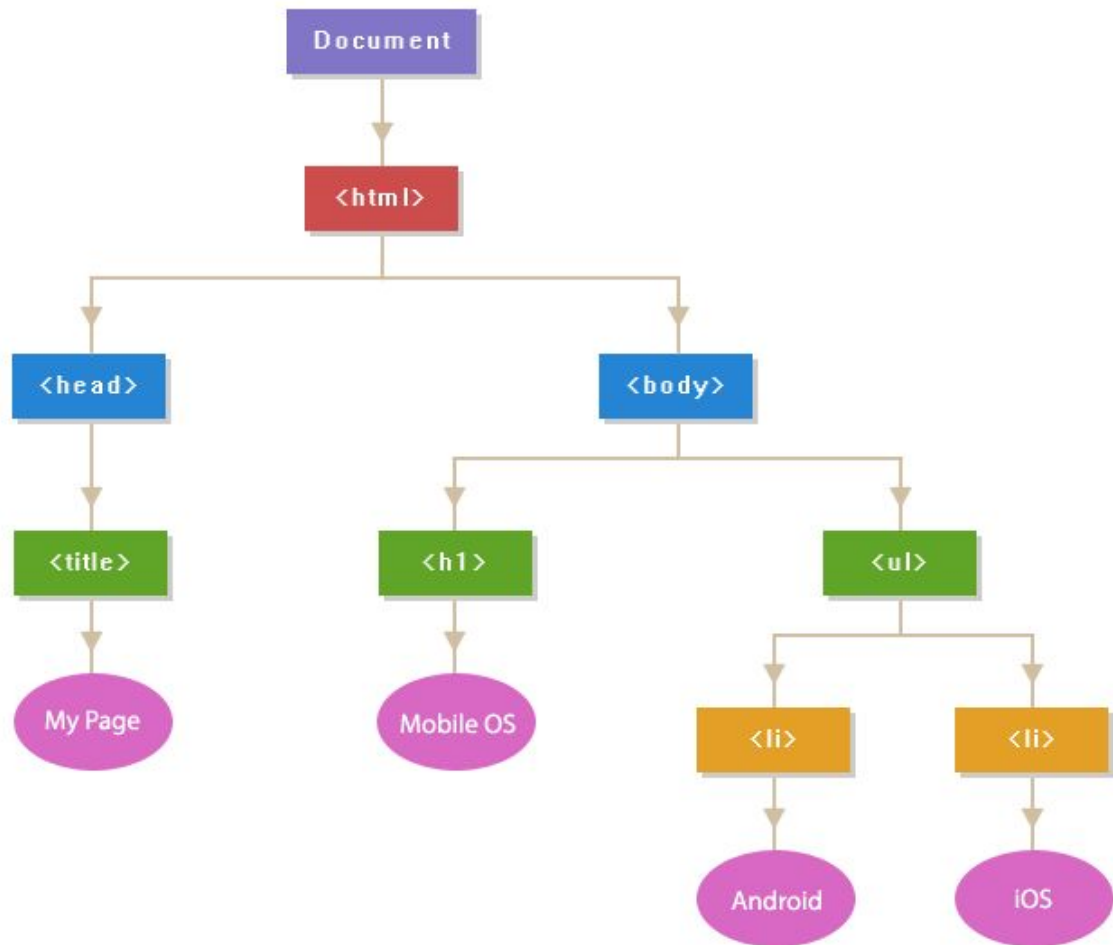 Document
<html>
<head>
<body>
<title>
<h1>
<ul>
My Page
Mobile OS
<li>
<li>
Android
iOS